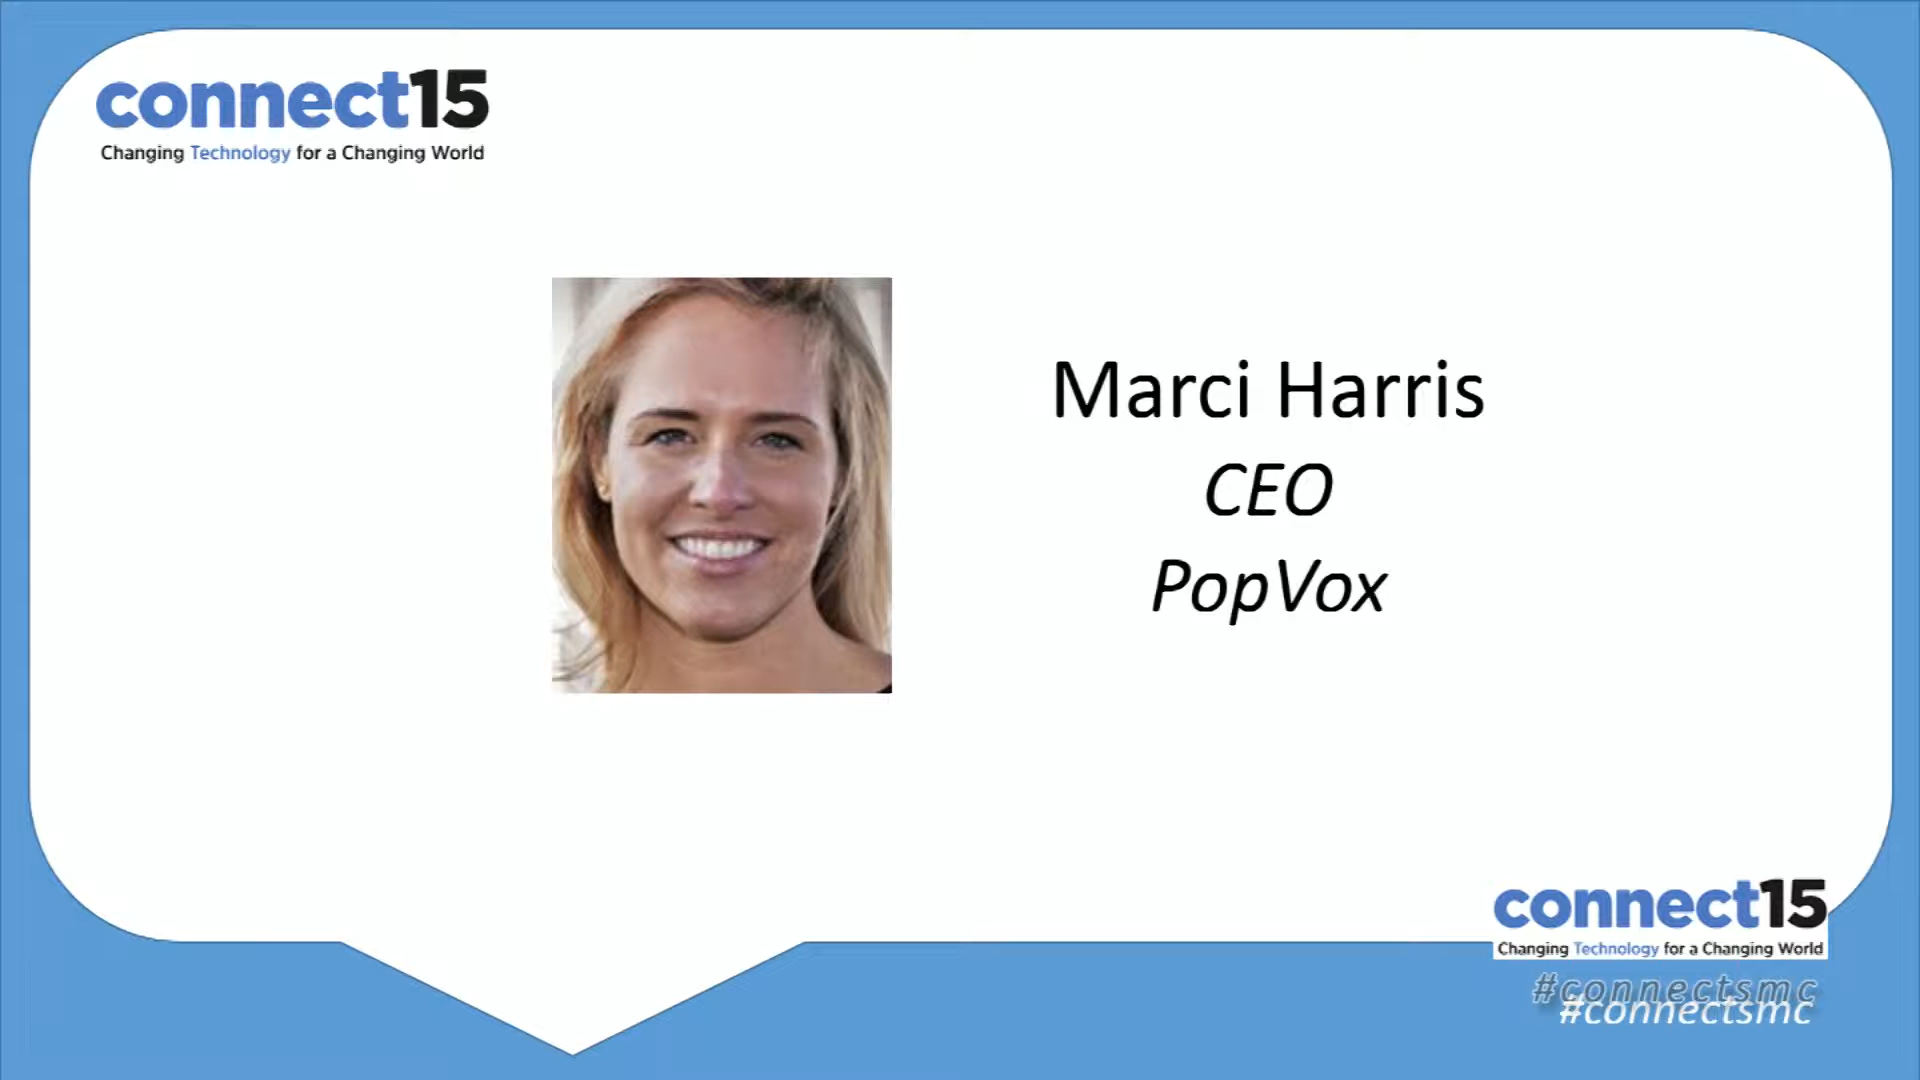 connect15
Changing Technology for a Changing World
Marci Harris
CEO
PopVox
connect15
Changing Technology for a Changing World
#connectsmc
#connectsmc